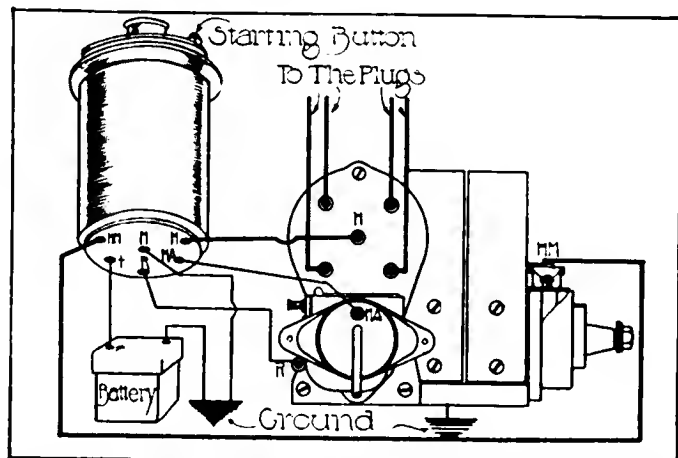 Starting Button
To The Plugs
MM
M
M
MA
+
B
M
MM
MA
R
Battery
Ground